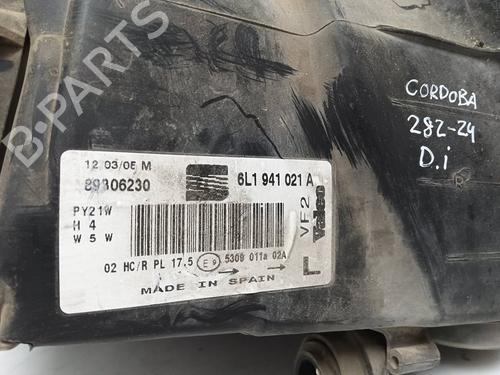 B-PARTS
CORDOBA
282-24
D.i
12 03/05 M
89306230
6L1 941 021 A
PY21W
H 4
W 5 W
VF2
Valeo
02 HC/R PL 17.5 E9 5309 011a 02A
L
MADE IN SPAIN